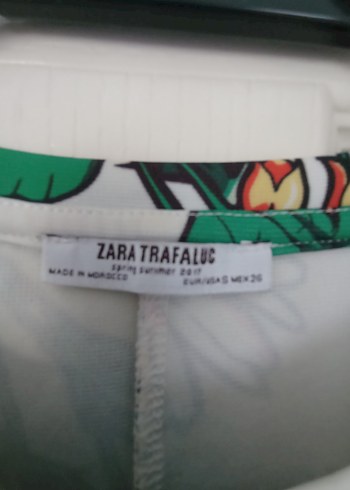 ZARA TRAFALUC
spring summer 2017
MADE IN MOROCCO EUR/USA S MEX 26